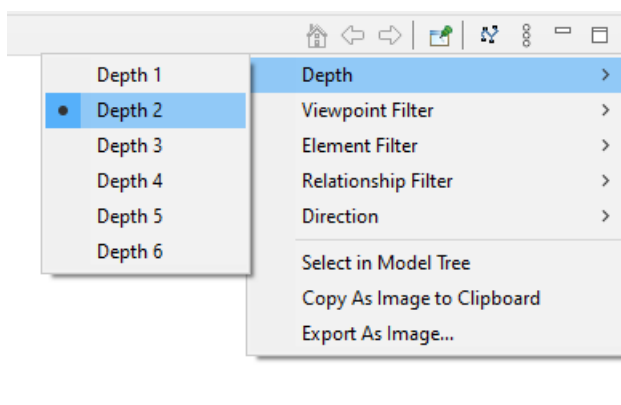 Depth 1
Depth 2
Depth 3
Depth 4
Depth 5
Depth 6
Depth
Viewpoint Filter
Element Filter
Relationship Filter
Direction
Select in Model Tree
Copy As Image to Clipboard
Export As Image...